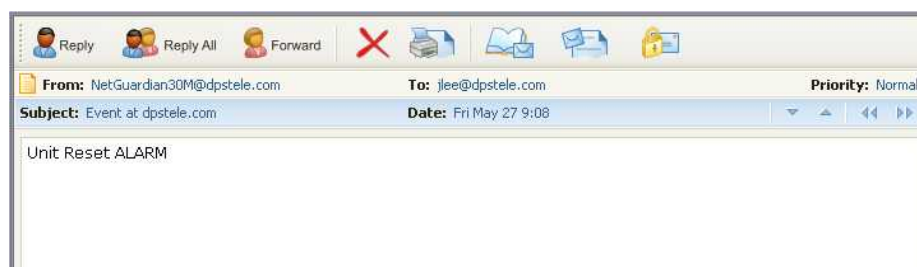 Reply Reply All Forward
From: NetGuardian30M@dpstele.com To: jlee@dpstele.com Priority: Normal
Subject: Event at dpstele.com Date: Fri May 27 9:08
Unit Reset ALARM